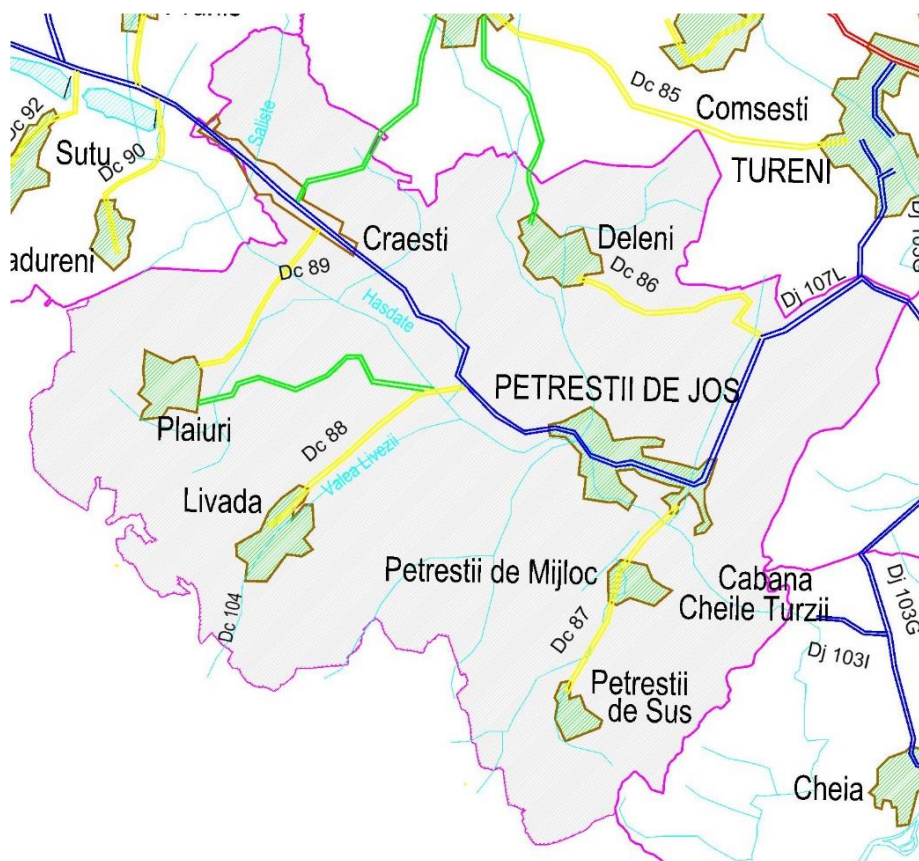 Dc 85
Comsesti
Dc 92
Saliste
Sutu
Dc 90
TURENI
Craesti
Deleni
Dc 89
Dc 86
Dj 107L
Hasdate
PETRESTII DE JOS
Plaiuri
Dc 88
Valea Livezii
Livada
Petrestii de Mijloc
Cabana
Cheile Turzii
Dj 103G
Dc 104
Dc 87
Dj 103I
Petrestii
de Sus
Cheia